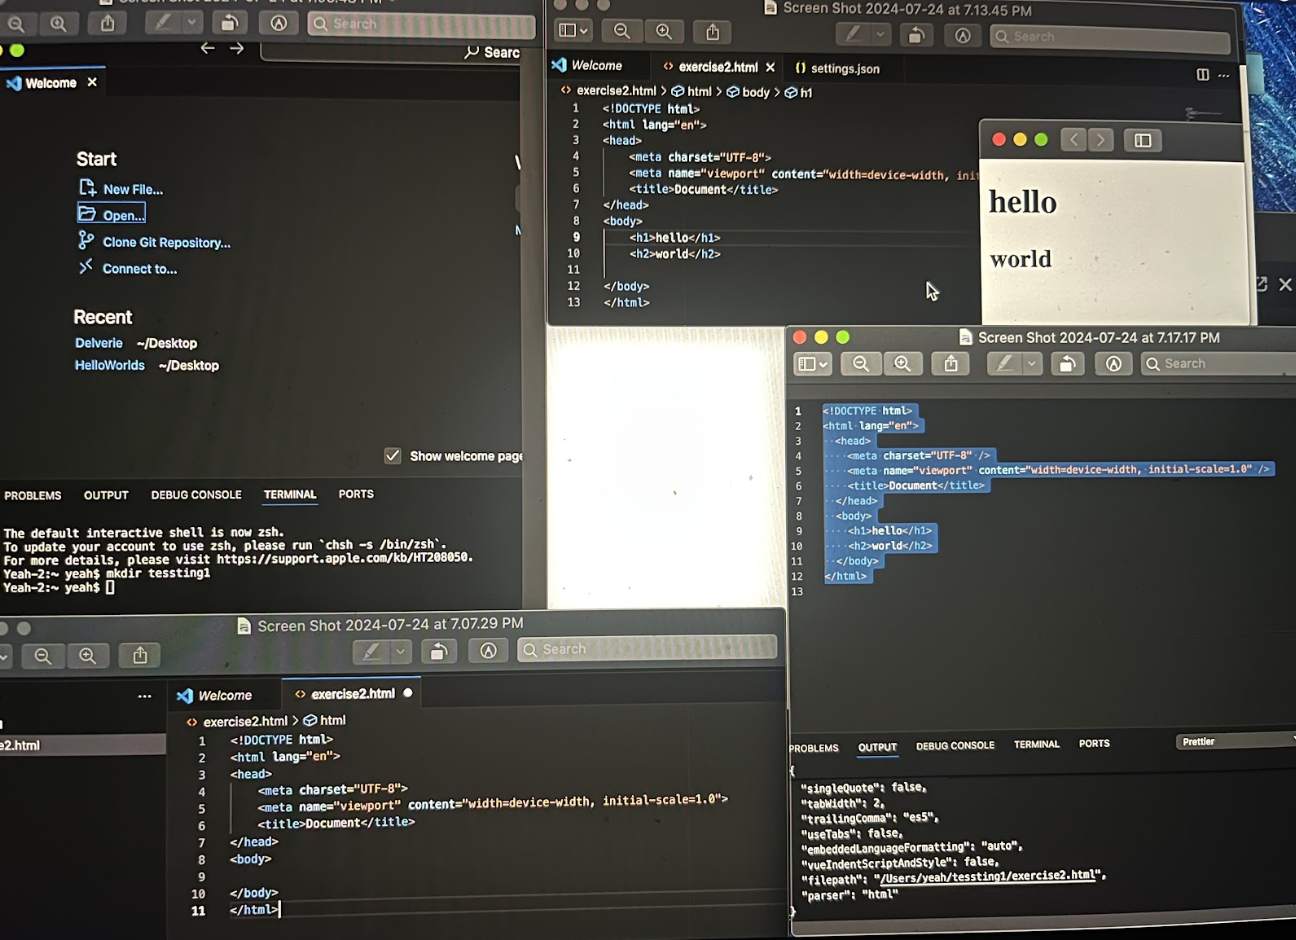 Search
Searc
Welcome
Start
New File...
Open...
Clone Git Repository...
Connect to...
Recent
Delverie ~/Desktop
HelloWorlds ~/Desktop
Show welcome page
PROBLEMS OUTPUT DEBUG CONSOLE TERMINAL PORTS
The default interactive shell is now zsh.
To update your account to use zsh, please run `chsh -s /bin/zsh`.
For more details, please visit https://support.apple.com/kb/HT208050.
Yeah-2:~ yeah$ mkdir tessting1
Yeah-2:~ yeah$
Screen Shot 2024-07-24 at 7.13.45 PM
Search
Welcome exercise2.html settings.json
exercise2.html > html > body > h1
1 <!DOCTYPE html>
2 <html lang="en">
3 <head>
4 <meta charset="UTF-8">
5 <meta name="viewport" content="width=device-width, init
6 <title>Document</title>
7 </head>
8 <body>
9 <h1>hello</h1>
10 <h2>world</h2>
11
12 </body>
13 </html>
hello
world
Screen Shot 2024-07-24 at 7.17.17 PM
Search
1 <!DOCTYPE html>
2 <html lang="en">
3 <head>
4 <meta charset="UTF-8" />
5 <meta name="viewport" content="width=device-width, initial-scale=1.0" />
6 <title>Document</title>
7 </head>
8 <body>
9 <h1>hello</h1>
10 <h2>world</h2>
11 </body>
12 </html>
13
PROBLEMS OUTPUT DEBUG CONSOLE TERMINAL PORTS Prettier
{
"singleQuote": false,
"tabWidth": 2,
"trailingComma": "es5",
"useTabs": false,
"embeddedLanguageFormatting": "auto",
"vueIndentScriptAndStyle": false,
"filepath": "/Users/yeah/tessting1/exercise2.html",
"parser": "html"
}
Screen Shot 2024-07-24 at 7.07.29 PM
Search
Welcome exercise2.html
e2.html
exercise2.html > html
1 <!DOCTYPE html>
2 <html lang="en">
3 <head>
4 <meta charset="UTF-8">
5 <meta name="viewport" content="width=device-width, initial-scale=1.0">
6 <title>Document</title>
7 </head>
8 <body>
9
10 </body>
11 </html>